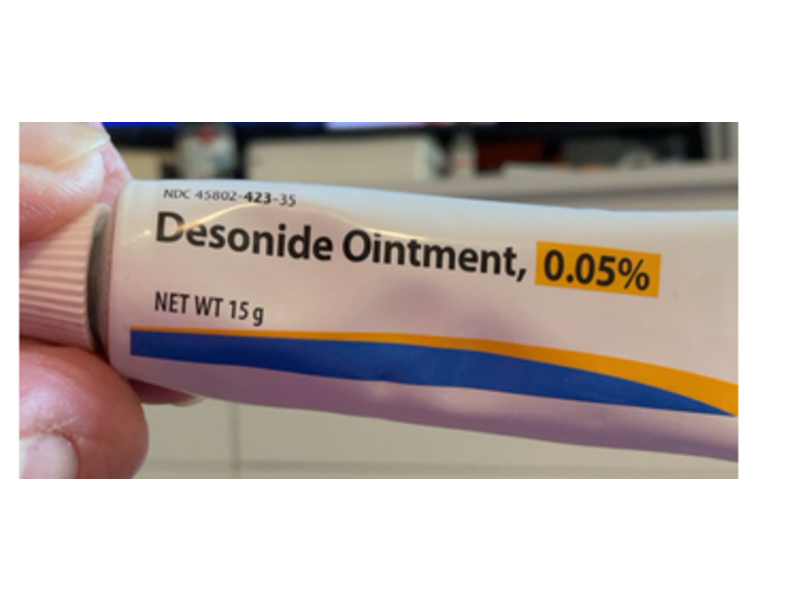 NDC 45802-423-35
Desonide Ointment, 0.05%
NET WT 15 g